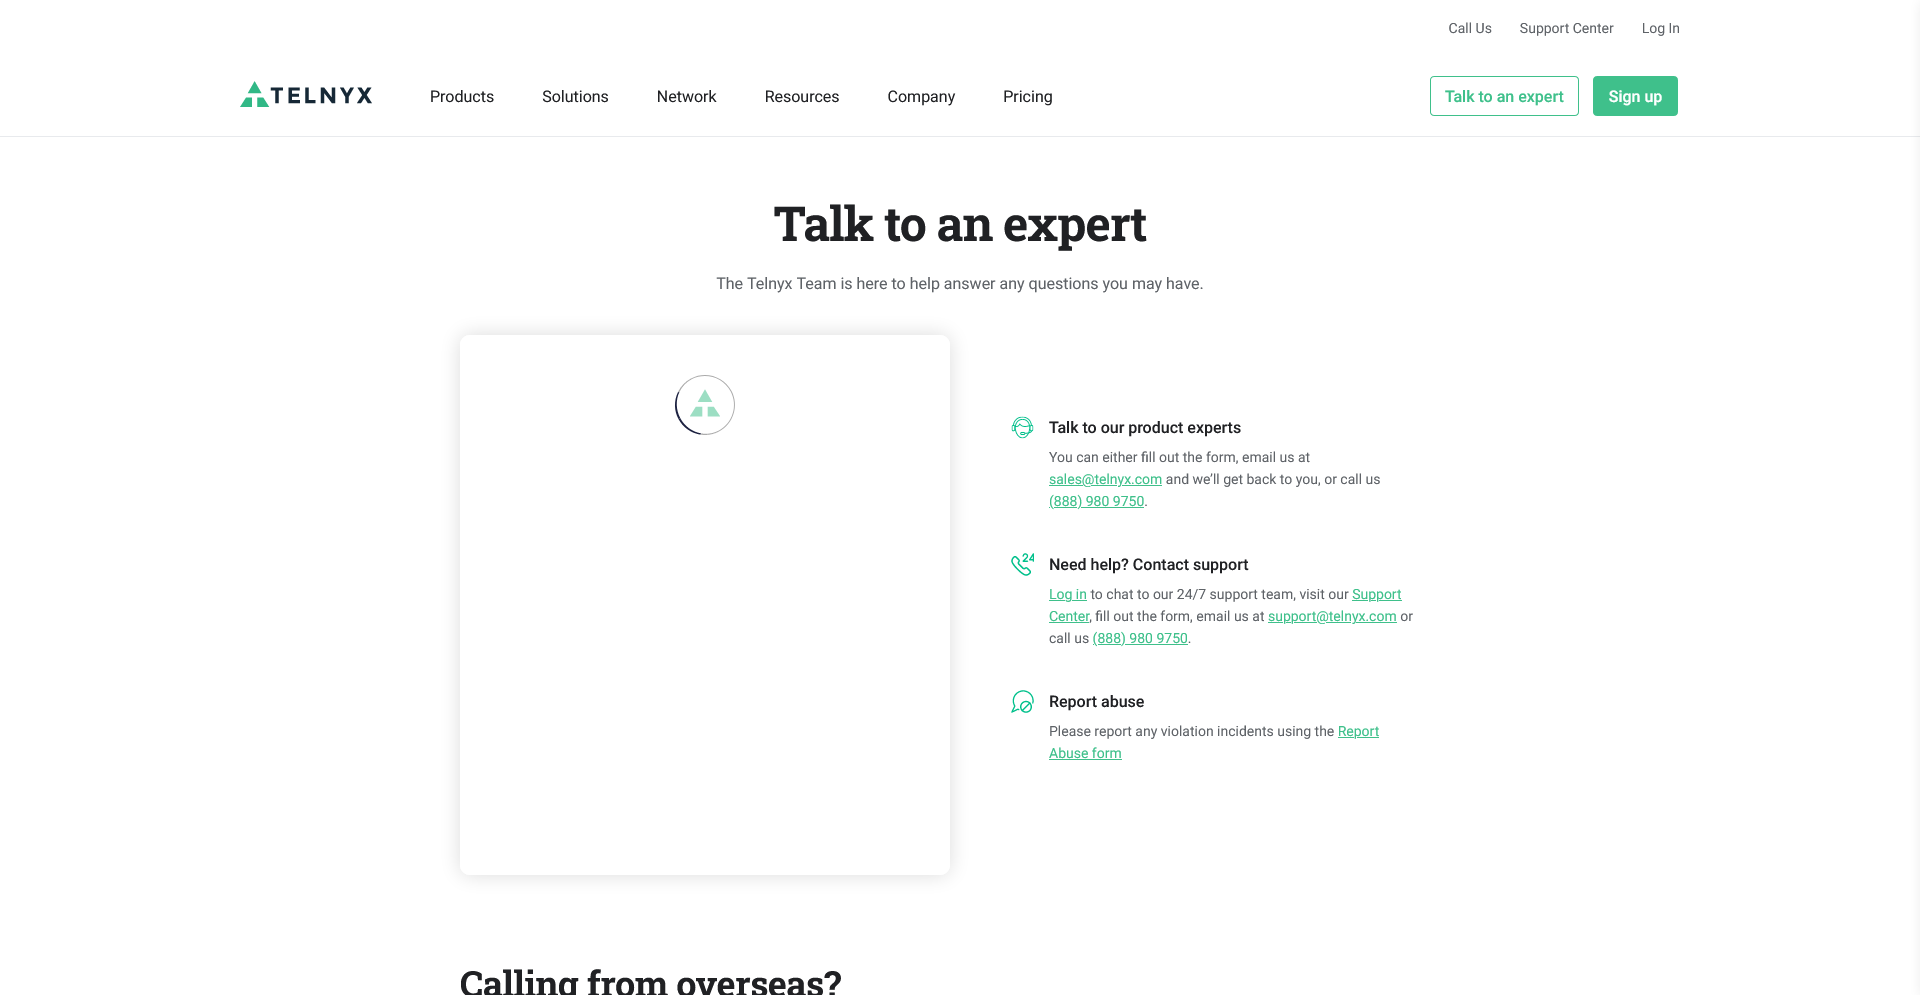 Call Us Support Center Log In
TELNYX Products Solutions Network Resources Company Pricing Talk to an expert Sign up
Talk to an expert
The Telnyx Team is here to help answer any questions you may have.
Talk to our product experts
You can either fill out the form, email us at
sales@telnyx.com and we’ll get back to you, or call us
(888) 980 9750.
24
Need help? Contact support
Log in to chat to our 24/7 support team, visit our Support
Center, fill out the form, email us at support@telnyx.com or
call us (888) 980 9750.
Report abuse
Please report any violation incidents using the Report
Abuse form
Calling from overseas?